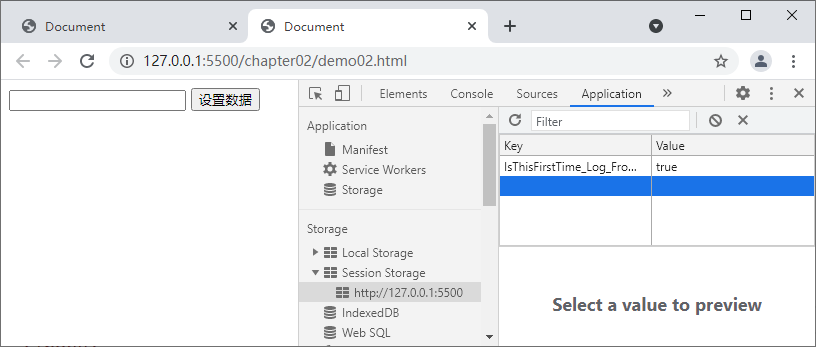 Document
Document
127.0.0.1:5500/chapter02/demo02.html
设置数据
Elements
Console
Sources
Application
Application
Manifest
Service Workers
Storage
Storage
Local Storage
Session Storage
http://127.0.0.1:5500
IndexedDB
Web SQL
Filter
Key Value
IsThisFirstTime_Log_Fro... true
Select a value to preview